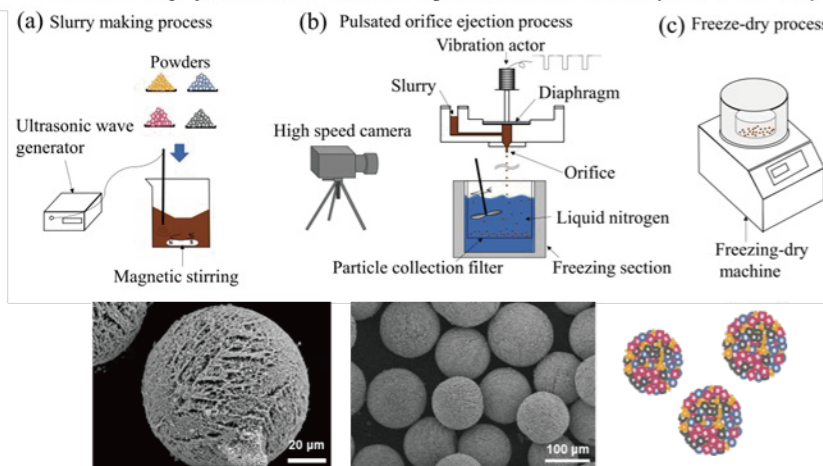 (a) Slurry making process
Powders
Ultrasonic wave
generator
Magnetic stirring
(b) Pulsated orifice ejection process
Vibration actor
Slurry
Diaphragm
High speed camera
Orifice
Liquid nitrogen
Particle collection filter
Freezing section
(c) Freeze-dry process
Freezing-dry
machine
20 μm
100 μm